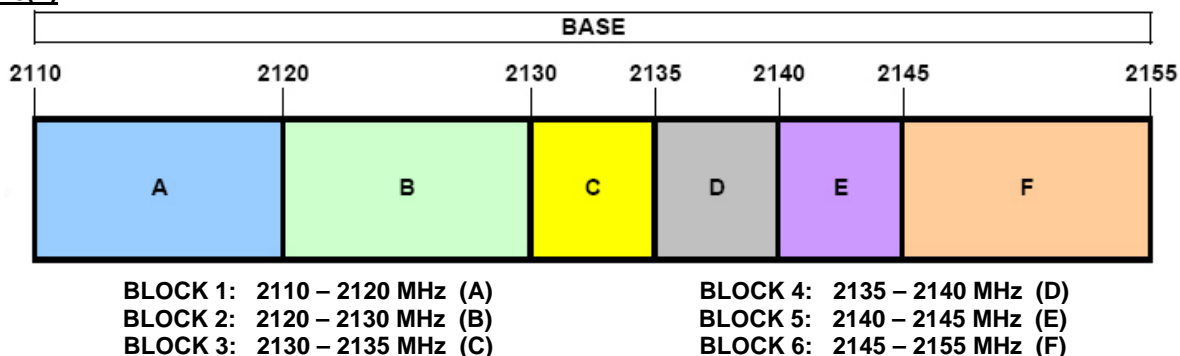 BASE
2110 2120 2130 2135 2140 2145 2155
A B C D E F
BLOCK 1: 2110 – 2120 MHz (A)
BLOCK 2: 2120 – 2130 MHz (B)
BLOCK 3: 2130 – 2135 MHz (C)
BLOCK 4: 2135 – 2140 MHz (D)
BLOCK 5: 2140 – 2145 MHz (E)
BLOCK 6: 2145 – 2155 MHz (F)